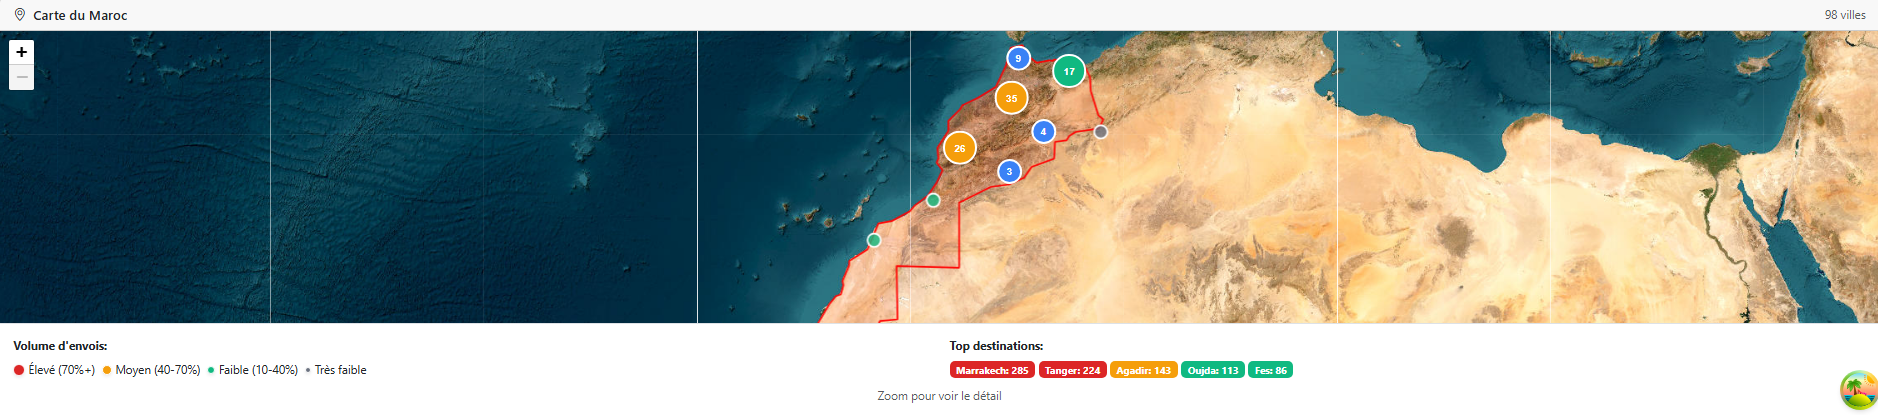 Carte du Maroc
98 villes
+
−
9
17
35
4
26
3
Volume d'envois:
Élevé (70%+) Moyen (40-70%) Faible (10-40%) Très faible
Top destinations:
Marrakech: 285 Tanger: 224 Agadir: 143 Oujda: 113 Fes: 86
Zoom pour voir le détail